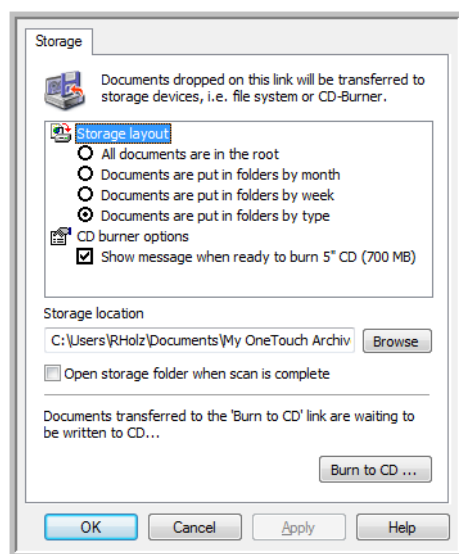 Storage
Documents dropped on this link will be transferred to
storage devices, i.e. file system or CD-Burner.
Storage layout
All documents are in the root
Documents are put in folders by month
Documents are put in folders by week
Documents are put in folders by type
CD burner options
Show message when ready to burn 5" CD (700 MB)
Storage location
C:\Users\RHolz\Documents\My OneTouch Archiv
Browse
Open storage folder when scan is complete
Documents transferred to the 'Burn to CD' link are waiting to
be written to CD...
Burn to CD ...
OK Cancel Apply Help